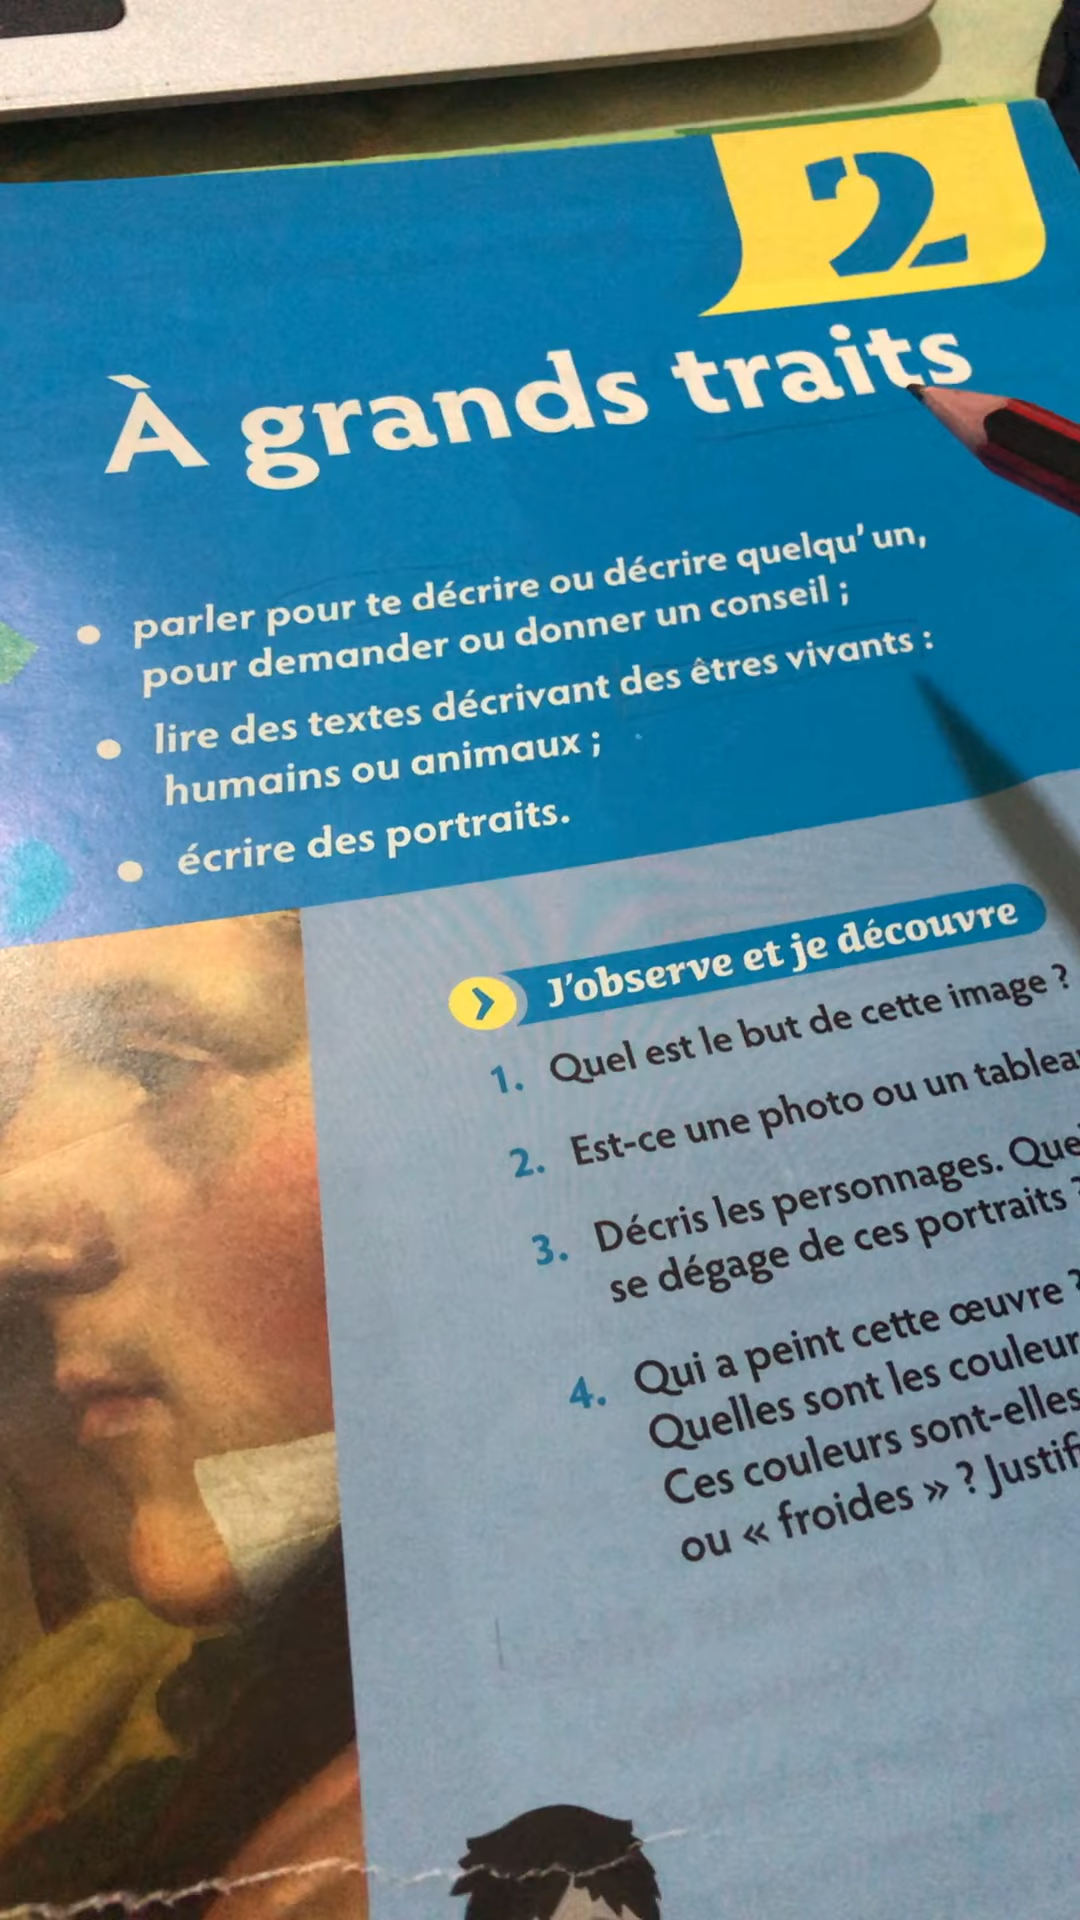 2
À grands traits
• parler pour te décrire ou décrire quelqu'un,
pour demander ou donner un conseil ;
• lire des textes décrivant des êtres vivants :
humains ou animaux ;
• écrire des portraits.
J'observe et je découvre
1. Quel est le but de cette image ?
2. Est-ce une photo ou un
3. Décris les personnages.
se dégage de ces portraits ?
4. Qui a peint cette œuvre ?
Quelles sont les
Ces couleurs sont-elles
ou « froides » ?